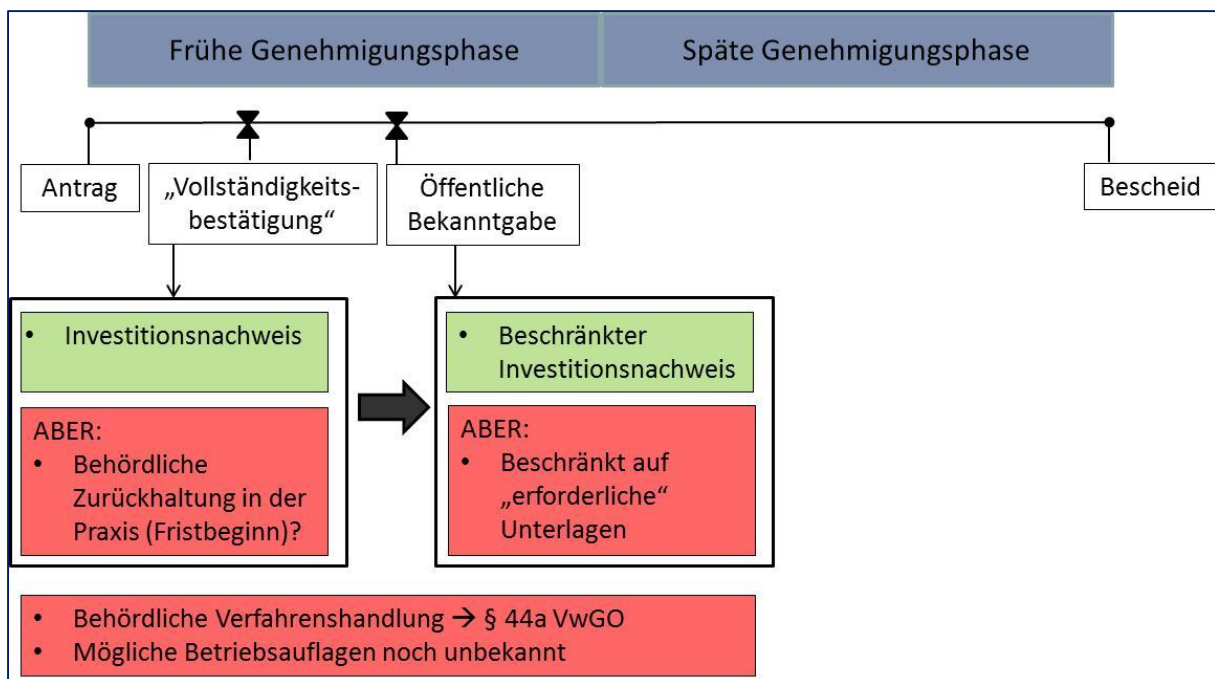 Frühe Genehmigungsphase
Späte Genehmigungsphase
Antrag
„Vollständigkeits-
bestätigung“
Öffentliche
Bekanntgabe
Bescheid
• Investitionsnachweis
ABER:
• Behördliche
Zurückhaltung in der
Praxis (Fristbeginn)?
• Beschränkter
Investitionsnachweis
ABER:
• Beschränkt auf
„erforderliche“
Unterlagen
• Behördliche Verfahrenshandlung → § 44a VwGO
• Mögliche Betriebsauflagen noch unbekannt